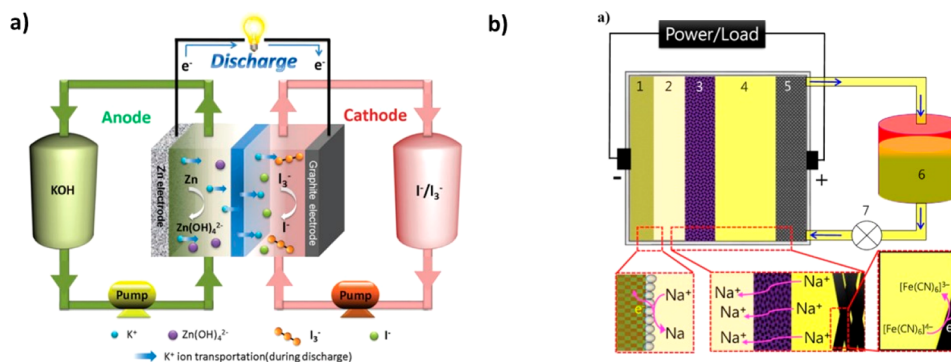 a)
e⁻
Discharge
e⁻
Anode
Cathode
KOH
Zn electrode
Zn
Zn(OH)₄²⁻
I₃⁻
I⁻
Graphite electrode
I⁻/I₃⁻
Pump
Pump
K⁺
Zn(OH)₄²⁻
I₃⁻
I⁻
K⁺ ion transportation(during discharge)
b)
a)
Power/Load
1
2
3
4
5
-
+
6
7
e
Na⁺
Na
Na⁺
Na⁺
Na⁺
Na⁺
Na⁺
Na⁺
[Fe(CN)₆]³⁻
[Fe(CN)₆]⁴⁻
e